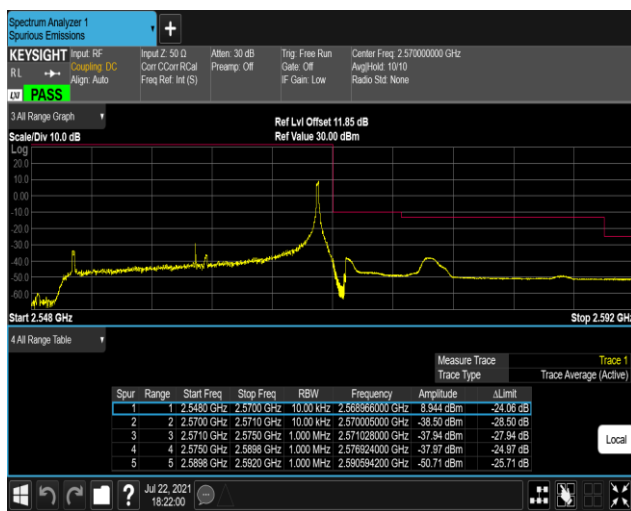 Spectrum Analyzer 1
Spurious Emissions
KEYSIGHT Input: RF Input Z: 50 Ω Atten: 30 dB Trig: Free Run Center Freq: 2.570000000 GHz
RL Coupling: DC Corr CCorr RCal Preamp: Off Gate: Off Avg|Hold: 10/10
Align: Auto Freq Ref: Int (S) IF Gain: Low Radio Std: None
LXI PASS
3 All Range Graph
Ref Lvl Offset 11.85 dB
Scale/Div 10.0 dB Ref Value 30.00 dBm
Log
20.0
10.0
0.00
-10.0
-20.0
-30.0
-40.0
-50.0
-60.0
Start 2.548 GHz Stop 2.592 GHz
4 All Range Table
Measure Trace Trace 1
Trace Type Trace Average (Active)
Spur Range Start Freq Stop Freq RBW Frequency Amplitude ΔLimit
1 1 2.5480 GHz 2.5700 GHz 10.00 kHz 2.568966000 GHz 8.944 dBm -24.06 dB
2 2 2.5700 GHz 2.5710 GHz 10.00 kHz 2.570005000 GHz -38.50 dBm -28.50 dB
3 3 2.5710 GHz 2.5750 GHz 1.000 MHz 2.571028000 GHz -37.94 dBm -27.94 dB
4 4 2.5750 GHz 2.5898 GHz 1.000 MHz 2.576924000 GHz -37.97 dBm -24.97 dB
5 5 2.5898 GHz 2.5920 GHz 1.000 MHz 2.590594200 GHz -50.71 dBm -25.71 dB
Local
? Jul 22, 2021
18:22:00